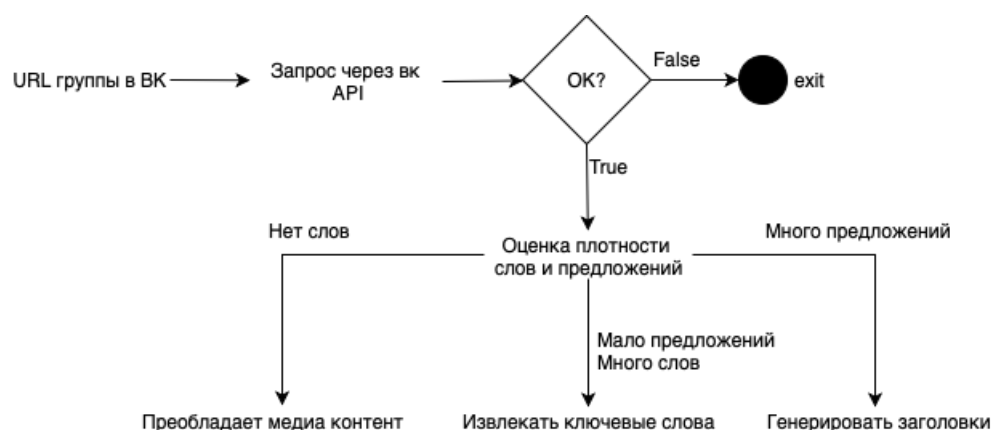 URL группы в ВК
Запрос через вк
API
OK?
False
exit
True
Нет слов
Оценка плотности
слов и предложений
Много предложений
Мало предложений
Много слов
Преобладает медиа контент
Извлекать ключевые слова
Генерировать заголовки